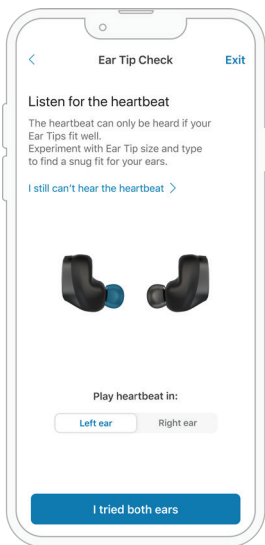 Ear Tip Check
Exit
Listen for the heartbeat
The heartbeat can only be heard if your
Ear Tips fit well.
Experiment with Ear Tip size and type
to find a snug fit for your ears.
I still can't hear the heartbeat >
Play heartbeat in:
Left ear
Right ear
I tried both ears